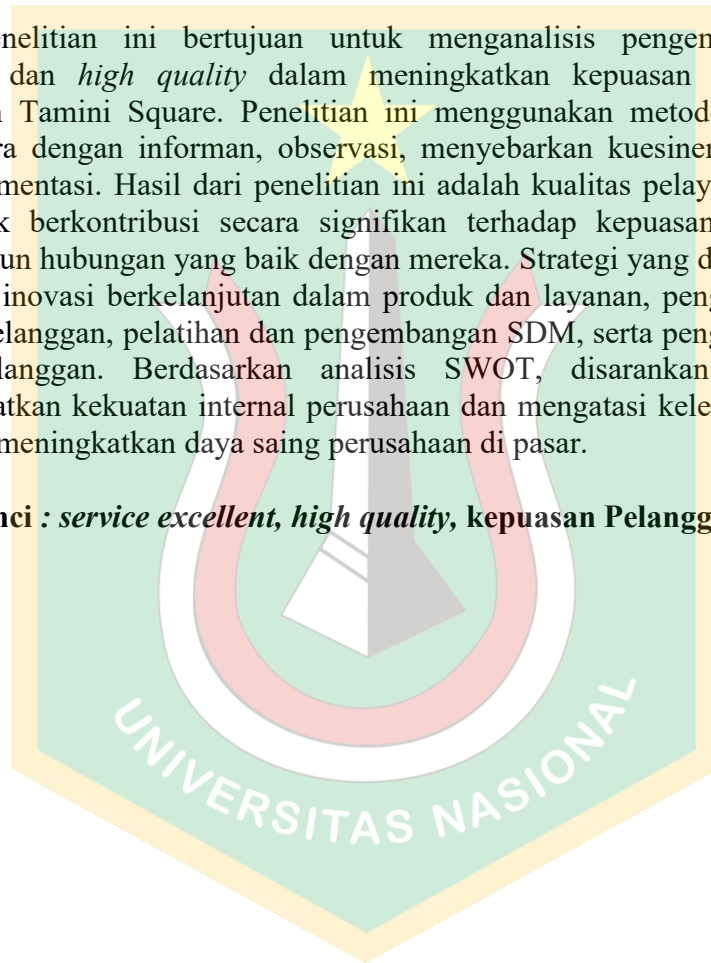 enelitian ini bertujuan untuk menganalisis pengem
dan high quality dalam meningkatkan kepuasan
Tamini Square. Penelitian ini menggunakan metod
ra dengan informan, observasi, menyebarkan kuesiner
mentasi. Hasil dari penelitian ini adalah kualitas pelay
k berkontribusi secara signifikan terhadap kepuasan
un hubungan yang baik dengan mereka. Strategi yang d
inovasi berkelanjutan dalam produk dan layanan, peng
elanggan, pelatihan dan pengembangan SDM, serta peng
langgan. Berdasarkan analisis SWOT, disarankan
atkan kekuatan internal perusahaan dan mengatasi kele
meningkatkan daya saing perusahaan di pasar.
nci : service excellent, high quality, kepuasan Pelangg
UNIVERSITAS NASIONAL